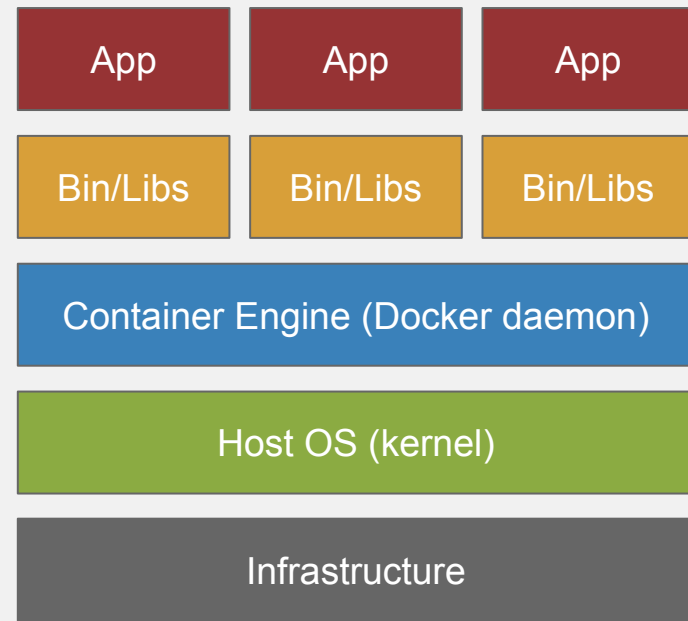 App App App
Bin/Libs Bin/Libs Bin/Libs
Container Engine (Docker daemon)
Host OS (kernel)
Infrastructure